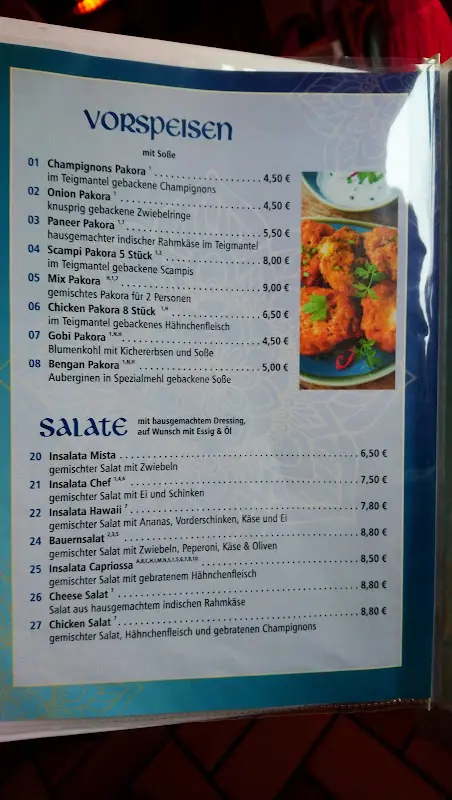 VORSPEISEN
mit Soße
01 Champignons Pakora ¹ 4,50 €
im Teigmantel gebackene Champignons
02 Onion Pakora ¹ 4,50 €
knusprig gebackene Zwiebelringe
03 Paneer Pakora 5,50 €
hausgemachter indischer Rahmkäse im Teigmantel
04 Scampi Pakora 5 Stück 8,00 €
im Teigmantel gebackene Scampis
05 Mix Pakora 9,00 €
gemischtes Pakora für 2 Personen
06 Chicken Pakora 8 Stück 6,50 €
im Teigmantel gebackenes Hähnchenfleisch
07 Gobi Pakora 4,50 €
Blumenkohl mit Kichererbsen und Soße
08 Bengan Pakora 5,00 €
Auberginen in Spezialmehl gebackene Soße
SALATE mit hausgemachtem Dressing,
auf Wunsch mit Essig & Öl
20 Insalata Mista 6,50 €
gemischter Salat mit Zwiebeln
21 Insalata Chef 7,50 €
gemischter Salat mit Ei und Schinken
22 Insalata Hawaii ⁷ 7,80 €
gemischter Salat mit Ananas, Vorderschinken, Käse und Ei
24 Bauernsalat 8,80 €
gemischter Salat mit Zwiebeln, Peperoni, Käse & Oliven
25 Insalata Capriossa 8,50 €
gemischter Salat mit gebratenem Hähnchenfleisch
26 Cheese Salat ⁷ 8,80 €
Salat aus hausgemachtem indischen Rahmkäse
27 Chicken Salat ⁷ 8,80 €
gemischter Salat, Hähnchenfleisch und gebratenen Champignons